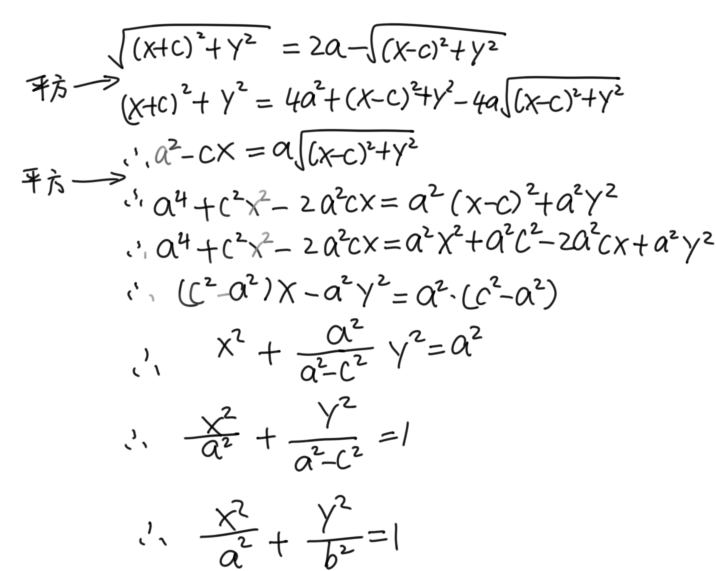 √((x+c)²+y²) = 2a-√((x-c)²+y²)
平方→
(x+c)²+y² = 4a²+(x-c)²+y²-4a√((x-c)²+y²)
∴a²-cx = a√((x-c)²+y²)
平方→
∴a⁴+c²x²-2a²cx=a²(x-c)²+a²y²
∴a⁴+c²x²-2a²cx=a²x²+a²c²-2a²cx+a²y²
∴(c²-a²)x-a²y²=a²·(c²-a²)
∴x²+a²/(a²-c²) y²=a²
∴x²/a²+y²/(a²-c²)=1
∴x²/a²+y²/b²=1